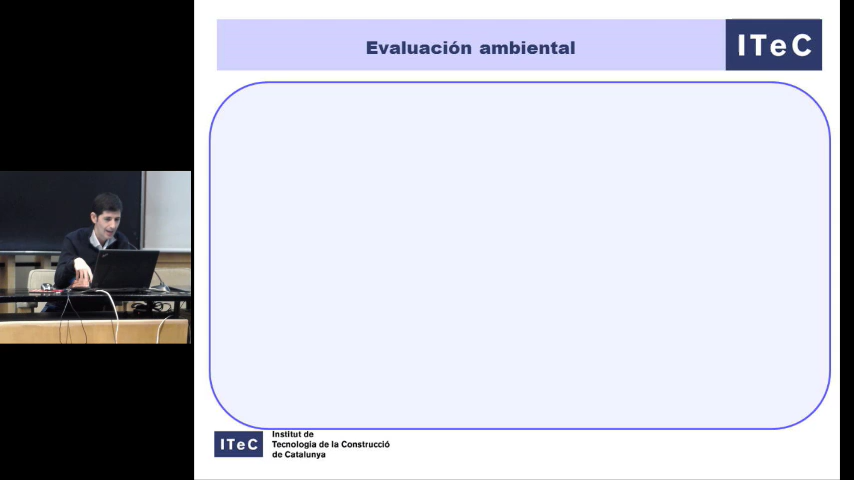 Evaluación ambiental
ITeC
ITeC
Institut de
Tecnologia de la Construcció
de Catalunya